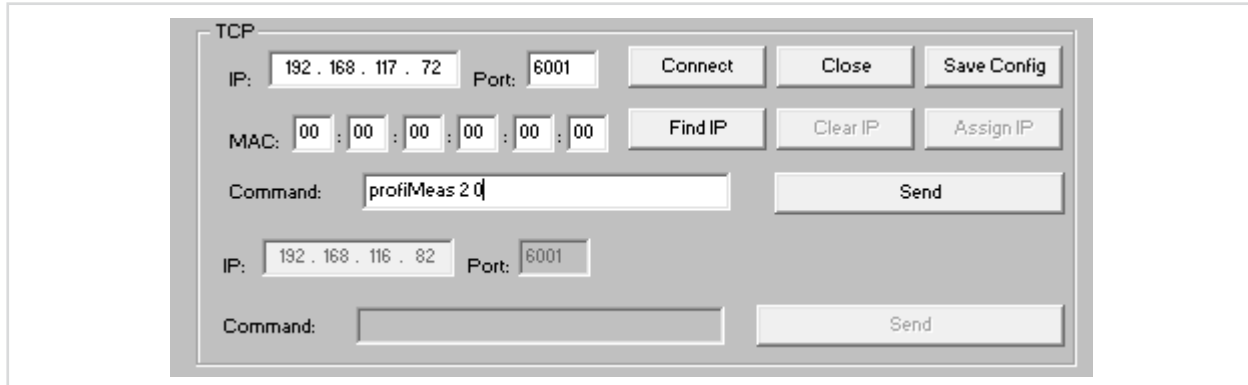 TCP
IP: 192 . 168 . 117 . 72 Port: 6001 Connect Close Save Config
MAC: 00 : 00 : 00 : 00 : 00 : 00 Find IP Clear IP Assign IP
Command: profiMeas 2 0 Send
IP: 192 . 168 . 116 . 82 Port: 6001
Command: Send